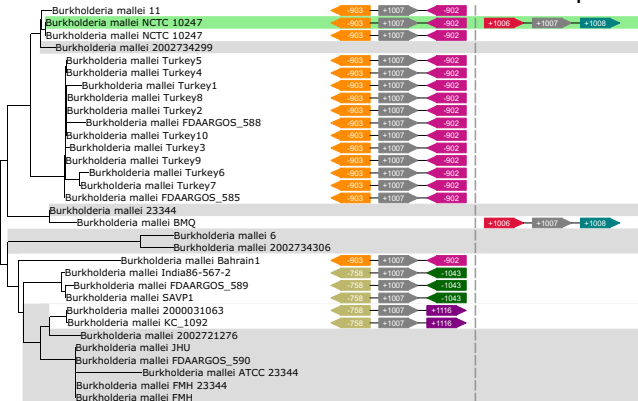 Burkholderia mallei 11 -903 +1007 -902
Burkholderia mallei NCTC 10247 -903 +1007 -902 +1006 +1007 +1008
Burkholderia mallei NCTC 10247 -903 +1007 -902
Burkholderia mallei 2002734299
Burkholderia mallei Turkey5 -903 +1007 -902
Burkholderia mallei Turkey4 -903 +1007 -902
Burkholderia mallei Turkey1 -903 +1007 -902
Burkholderia mallei Turkey8 -903 +1007 -902
Burkholderia mallei Turkey2 -903 +1007 -902
Burkholderia mallei FDAARGOS_588 -903 +1007 -902
Burkholderia mallei Turkey10 -903 +1007 -902
Burkholderia mallei Turkey3 -903 +1007 -902
Burkholderia mallei Turkey9 -903 +1007 -902
Burkholderia mallei Turkey6 -903 +1007 -902
Burkholderia mallei Turkey7 -903 +1007 -902
Burkholderia mallei FDAARGOS_585 -903 +1007 -902
Burkholderia mallei 23344
Burkholderia mallei BMQ +1006 +1007 +1008
Burkholderia mallei 6
Burkholderia mallei 2002734306
Burkholderia mallei Bahrain1 -903 +1007 -902
Burkholderia mallei India86-567-2 -758 +1007 -1043
Burkholderia mallei FDAARGOS_589 -758 +1007 -1043
Burkholderia mallei SAVP1 -758 +1007 -1043
Burkholderia mallei 2000031063 -758 +1007 +1116
Burkholderia mallei KC_1092 -758 +1007 +1116
Burkholderia mallei 2002721276
Burkholderia mallei JHU
Burkholderia mallei FDAARGOS_590
Burkholderia mallei ATCC 23344
Burkholderia mallei FMH 23344
Burkholderia mallei FMH